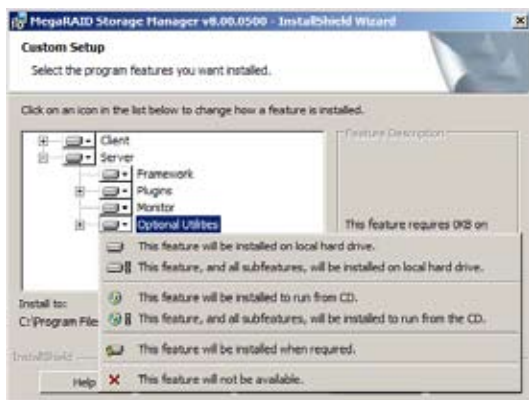 MegaRAID Storage Manager v8.00.0500 - InstallShield Wizard
Custom Setup
Select the program features you want installed.
Click on an icon in the list below to change how a feature is installed.
Feature Description
Client
Server
Framework
Plugins
Monitor
Optional Utilities
This feature requires 0KB on
This feature will be installed on local hard drive.
This feature, and all subfeatures, will be installed on local hard drive.
This feature will be installed to run from CD.
This feature, and all subfeatures, will be installed to run from the CD.
This feature will be installed when required.
This feature will not be available.
Install to:
C:\Program File
InstallShield
Help